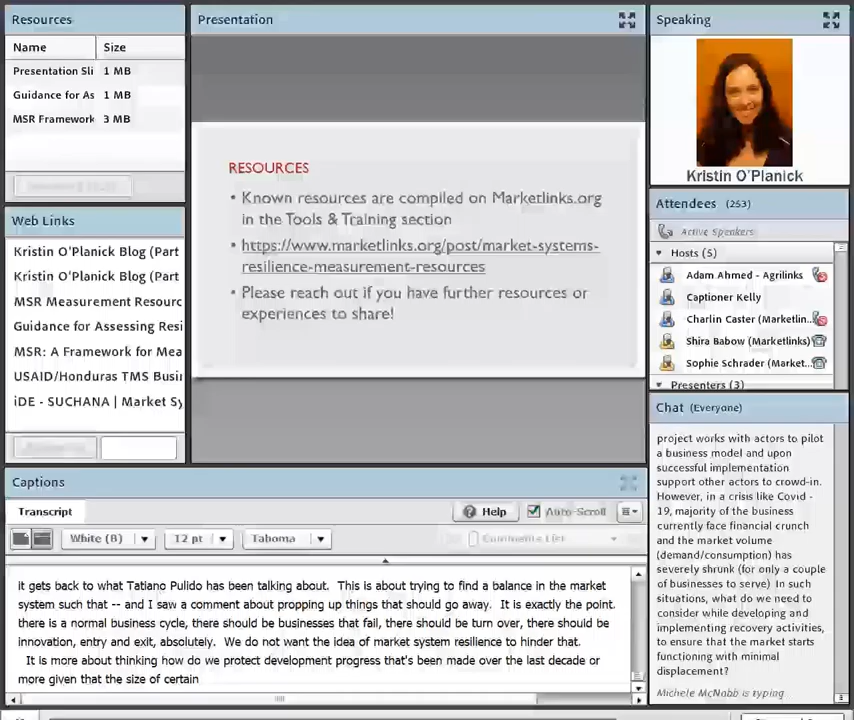 Resources
Name Size
Presentation Sli 1 MB
Guidance for As 1 MB
MSR Framework 3 MB
Web Links
Kristin O'Planick Blog (Part
Kristin O'Planick Blog (Part
MSR Measurement Resourc
Guidance for Assessing Resi
MSR: A Framework for Mea
USAID/Honduras TMS Busin
iDE - SUCHANA | Market Sy
Presentation
RESOURCES
• Known resources are compiled on Marketlinks.org
in the Tools & Training section
• https://www.marketlinks.org/post/market-systems-
resilience-measurement-resources
• Please reach out if you have further resources or
experiences to share!
Speaking
Kristin O'Planick
Attendees (253)
Active Speakers
Hosts (5)
Adam Ahmed - Agrilinks
Captioner Kelly
Charlin Caster (Marketlin...
Shira Babow (Marketlinks)
Sophie Schrader (Market...
Presenters (3)
Chat (Everyone)
project works with actors to pilot
a business model and upon
successful implementation
support other actors to crowd-in.
However, in a crisis like Covid -
19, majority of the business
currently face financial crunch
and the market volume
(demand/consumption) has
severely shrunk (for only a couple
of businesses to serve) In such
situations, what do we need to
consider while developing and
implementing recovery activities,
to ensure that the market starts
functioning with minimal
displacement?
Michele McNabb is typing
Captions
Transcript
Help
Auto-Scroll
White (8)
12 pt
Tahoma
Comments List
it gets back to what Tatiano Pulido has been talking about. This is about trying to find a balance in the market
system such that -- and I saw a comment about propping up things that should go away. It is exactly the point.
there is a normal business cycle, there should be businesses that fail, there should be turn over, there should be
innovation, entry and exit, absolutely. We do not want the idea of market system resilience to hinder that.
It is more about thinking how do we protect development progress that's been made over the last decade or
more given that the size of certain